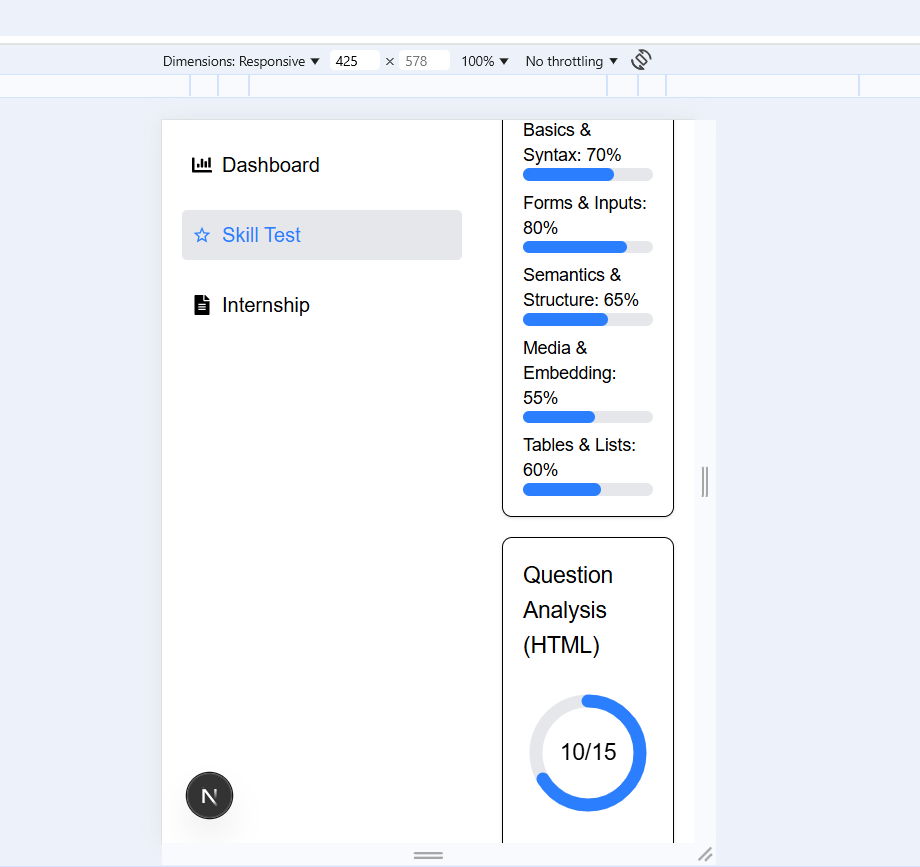 Dimensions: Responsive ▼ 425 × 578 100% ▼ No throttling ▼
Dashboard
Skill Test
Internship
Basics &
Syntax: 70%
Forms & Inputs:
80%
Semantics &
Structure: 65%
Media &
Embedding:
55%
Tables & Lists:
60%
Question
Analysis
(HTML)
10/15
N